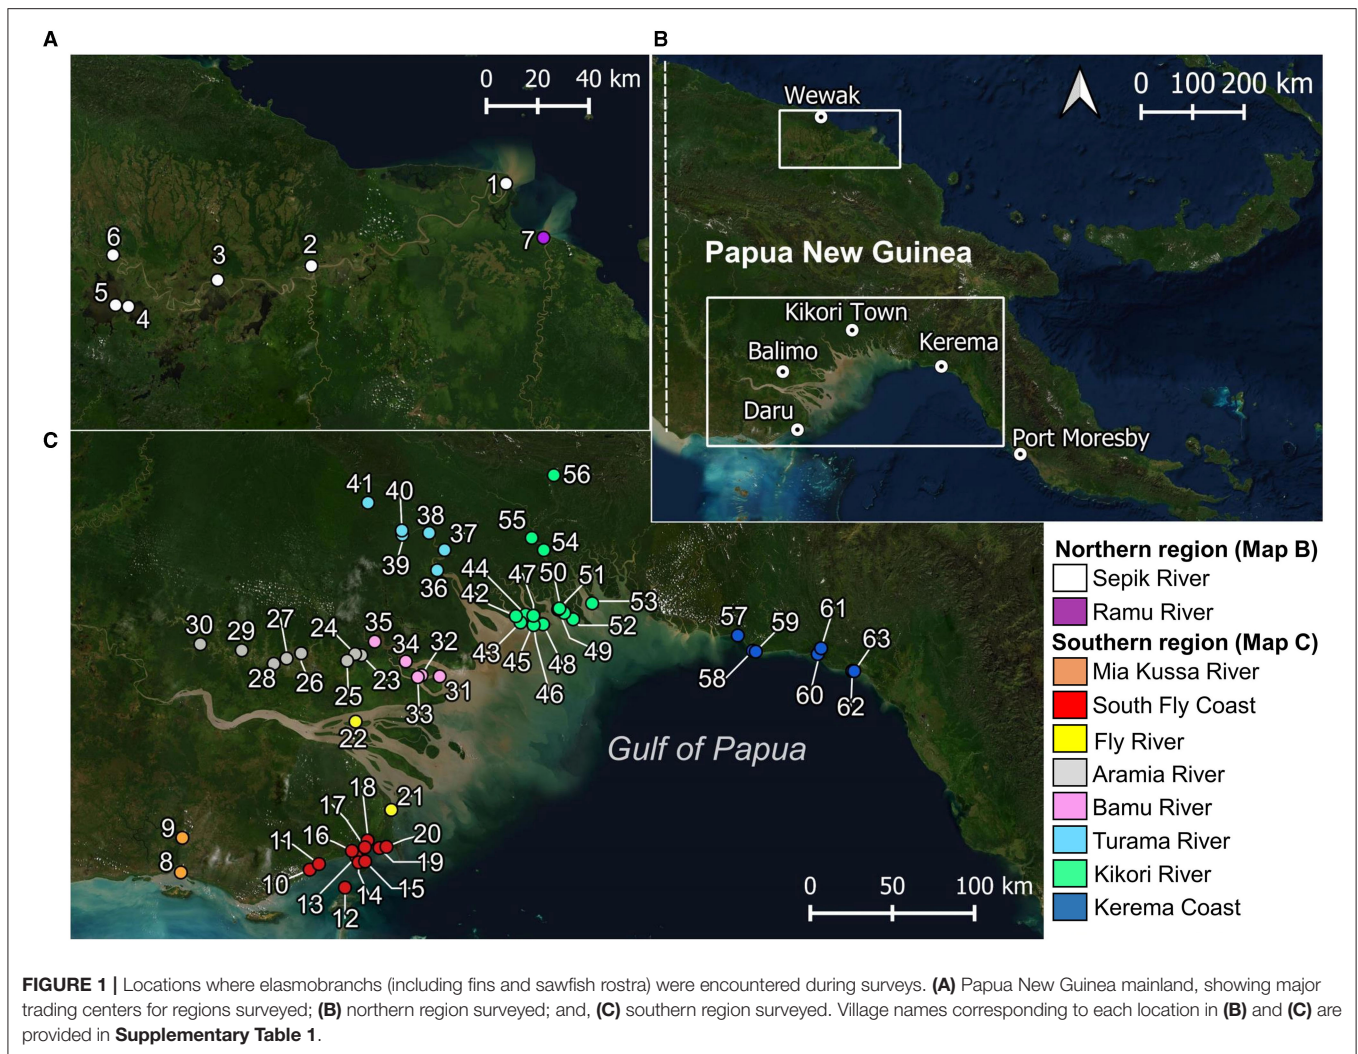 A
0 20 40 km
1
2
3
4
5
6
7
B
0 100 200 km
Wewak
Papua New Guinea
Kikori Town
Kerema
Balimo
Daru
Port Moresby
C
56
41
40
38
37
55
54
39
36
44
42
47
50
51
53
52
49
43
45
48
46
30
29
27
24
35
34
32
28
26
25
23
33
31
22
57
59
61
63
58
60
62
Gulf of Papua
18
17
21
9
11
16
20
8
19
10
13
14
15
12
0 50 100 km
Northern region (Map B)
Sepik River
Ramu River
Southern region (Map C)
Mia Kussa River
South Fly Coast
Fly River
Aramia River
Bamu River
Turama River
Kikori River
Kerema Coast
FIGURE 1 | Locations where elasmobranchs (including fins and sawfish rostra) were encountered during surveys. (A) Papua New Guinea mainland, showing major
trading centers for regions surveyed; (B) northern region surveyed; and, (C) southern region surveyed. Village names corresponding to each location in (B) and (C) are
provided in Supplementary Table 1.